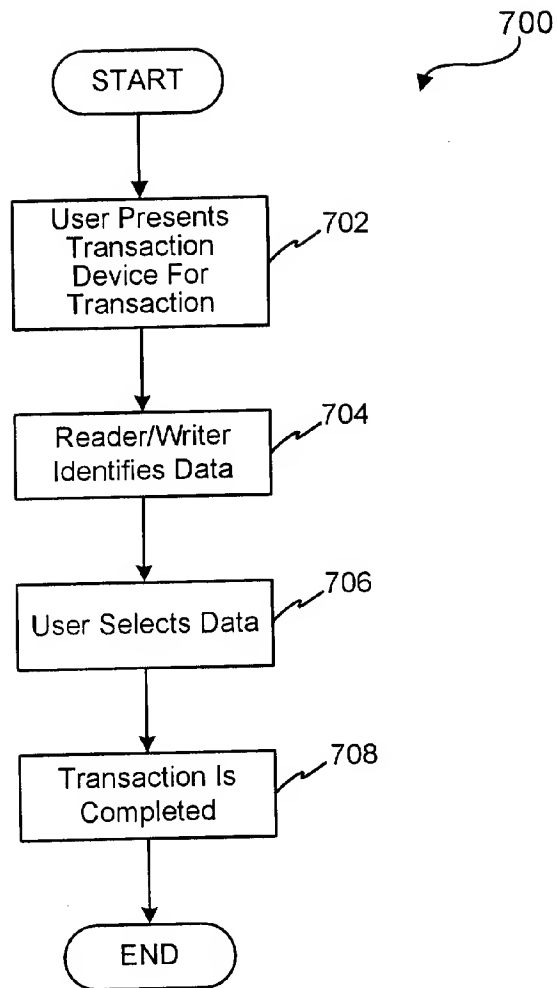 700
START
User Presents
Transaction
Device For
Transaction
702
Reader/Writer
Identifies Data
704
User Selects Data
706
Transaction Is
Completed
708
END